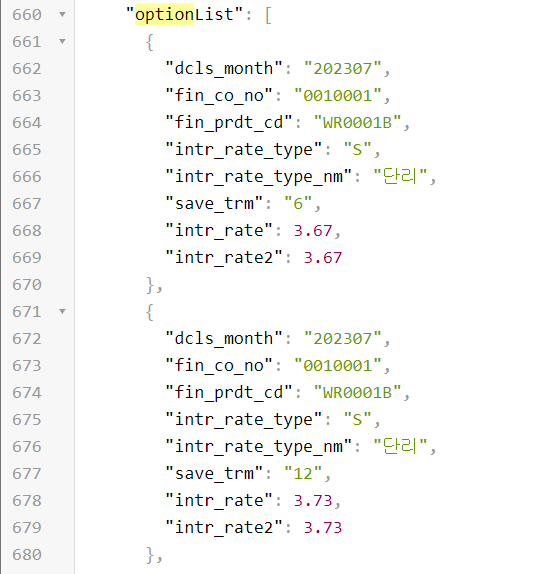 660 ▾ "optionList": [
661 ▾ {
662 "dcls_month": "202307",
663 "fin_co_no": "0010001",
664 "fin_prdt_cd": "WR0001B",
665 "intr_rate_type": "S",
666 "intr_rate_type_nm": "단리",
667 "save_trm": "6",
668 "intr_rate": 3.67,
669 "intr_rate2": 3.67
670 },
671 ▾ {
672 "dcls_month": "202307",
673 "fin_co_no": "0010001",
674 "fin_prdt_cd": "WR0001B",
675 "intr_rate_type": "S",
676 "intr_rate_type_nm": "단리",
677 "save_trm": "12",
678 "intr_rate": 3.73,
679 "intr_rate2": 3.73
680 },